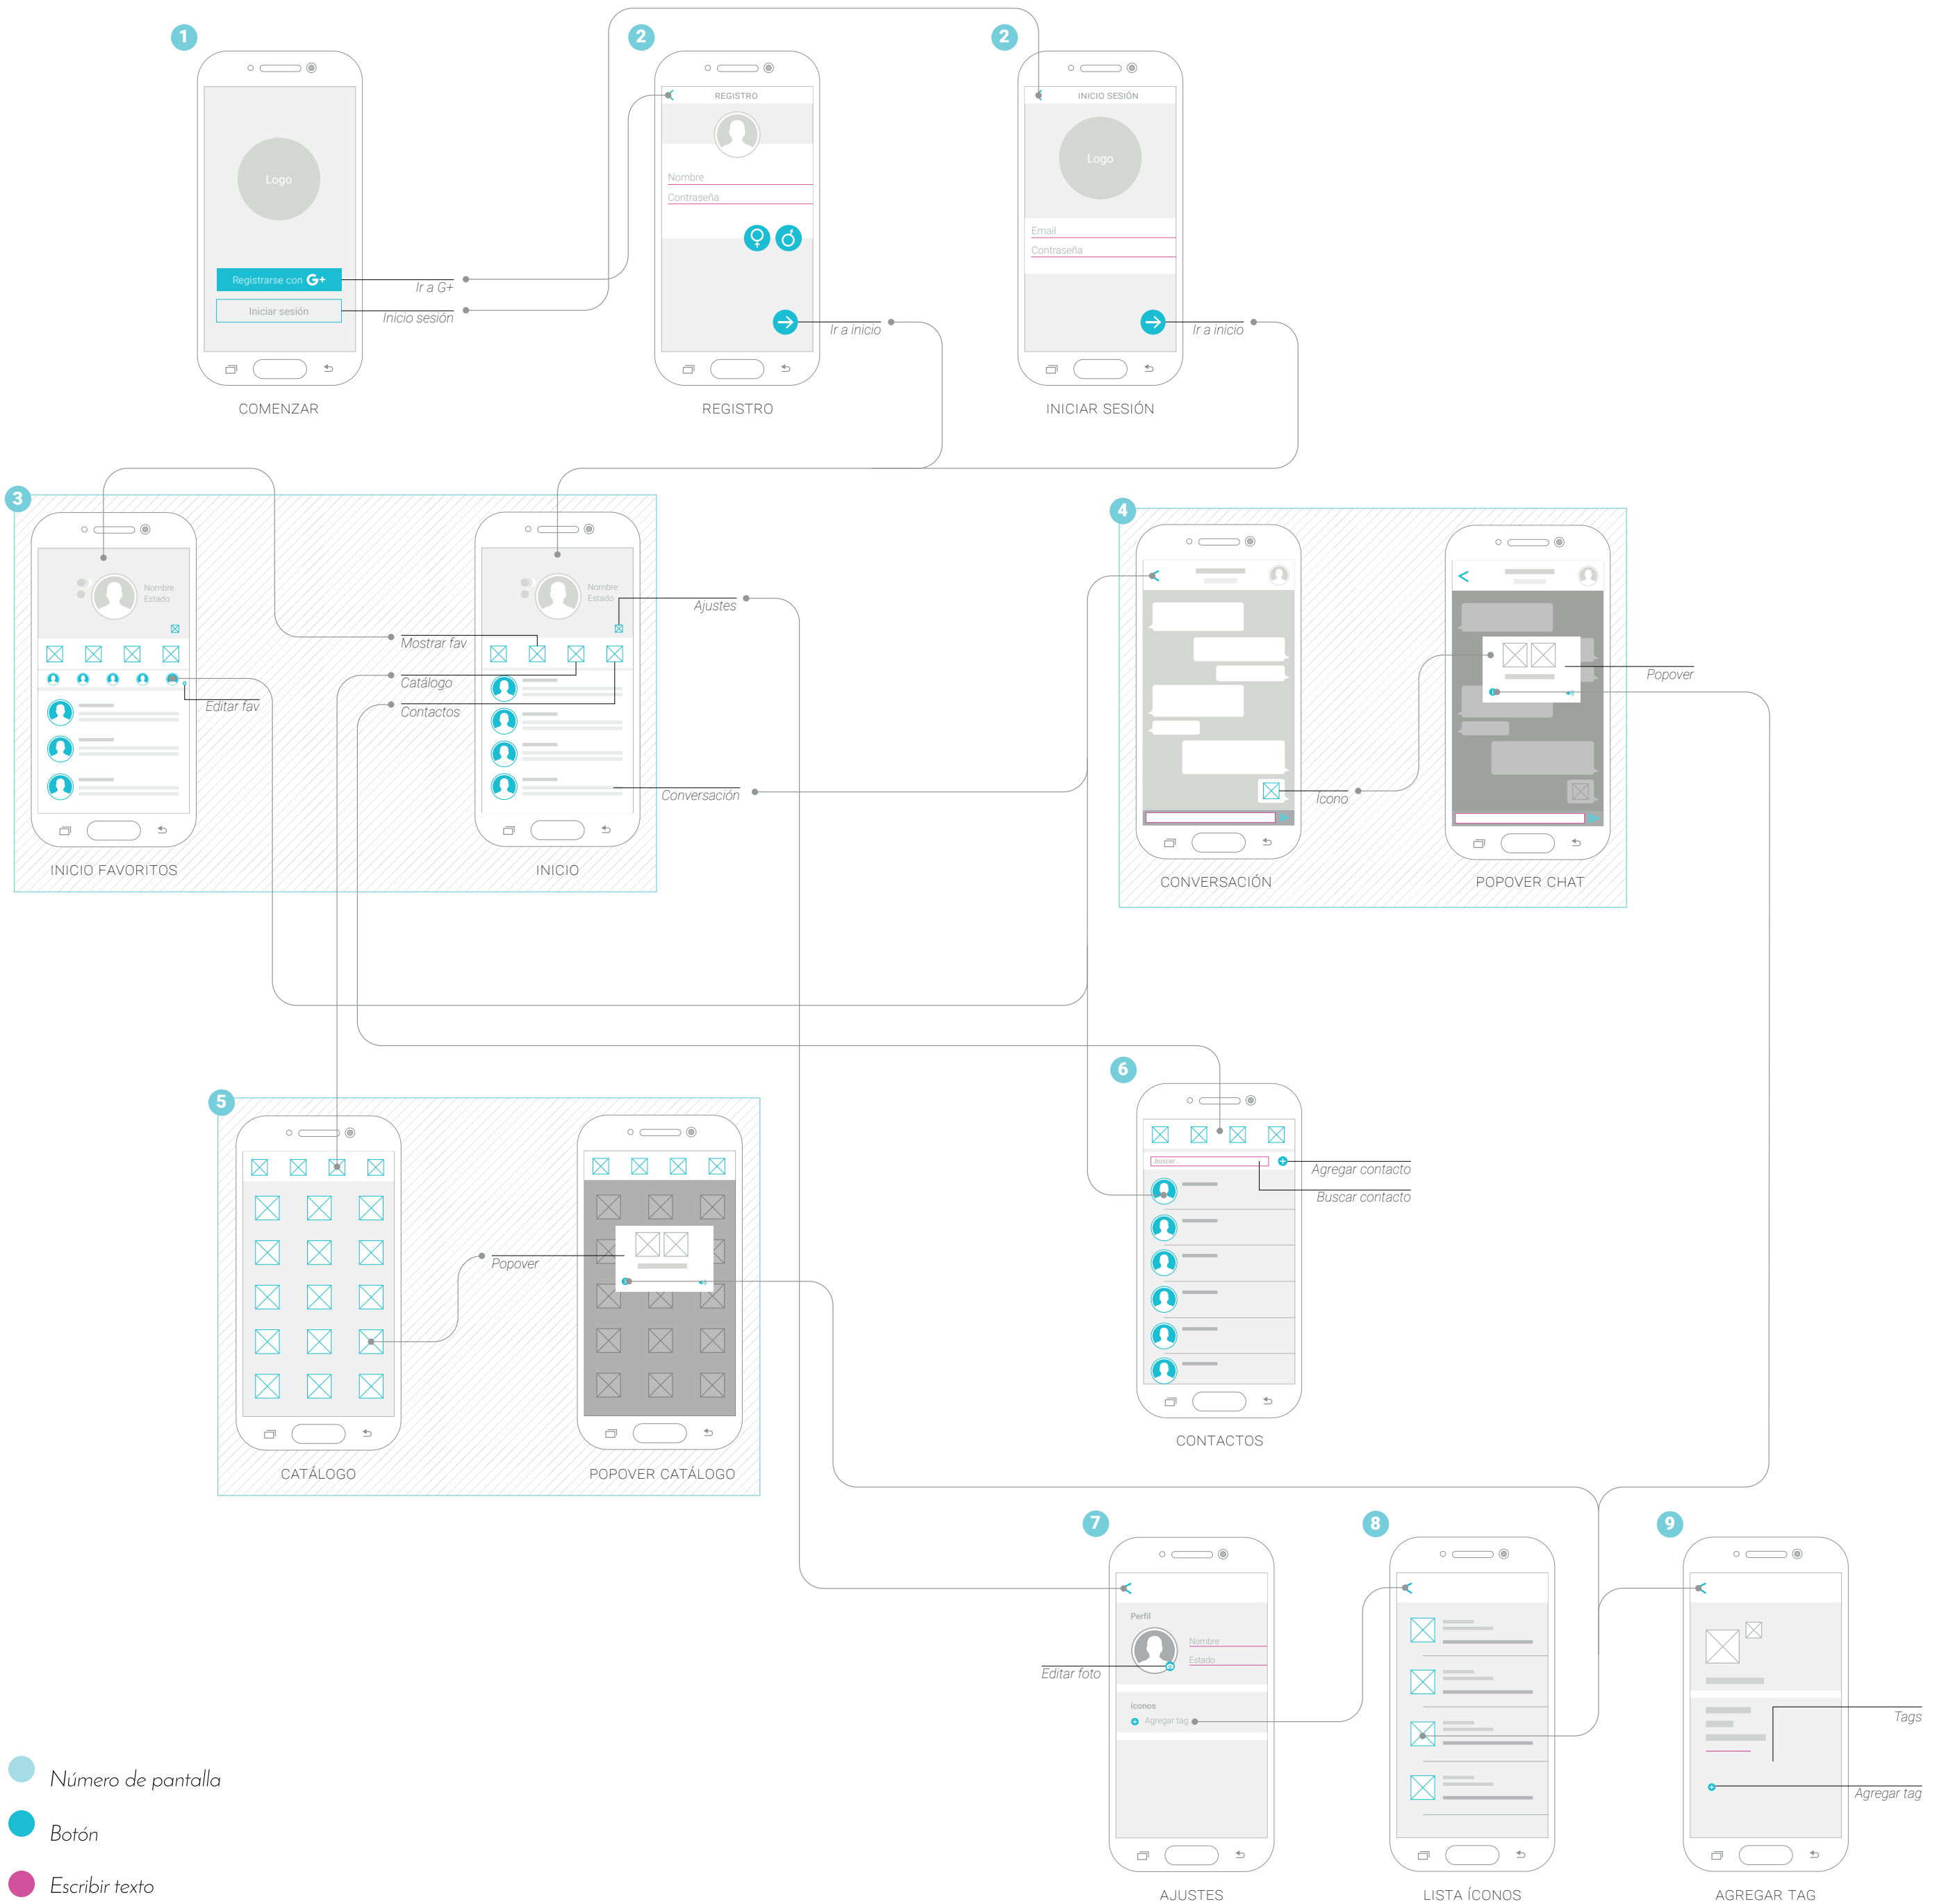 1
2
2
REGISTRO
INICIO SESIÓN
Logo
Logo
Nombre
Contraseña
Email
Contraseña
Registrarse con G+
Ir a G+
Iniciar sesión
Inicio sesión
Ir a inicio
Ir a inicio
COMENZAR
REGISTRO
INICIAR SESIÓN
3
4
Nombre
Estado
Nombre
Estado
Ajustes
Mostrar fav
Catálogo
Contactos
Editar fav
Conversación
Popover
Ícono
INICIO FAVORITOS
INICIO
CONVERSACIÓN
POPOVER CHAT
5
6
buscar...
Agregar contacto
Buscar contacto
Popover
CATÁLOGO
POPOVER CATÁLOGO
CONTACTOS
7
8
9
Perfil
Nombre
Estado
Editar foto
íconos
Agregar tag
Tags
Agregar tag
AJUSTES
LISTA ÍCONOS
AGREGAR TAG
Número de pantalla
Botón
Escribir texto